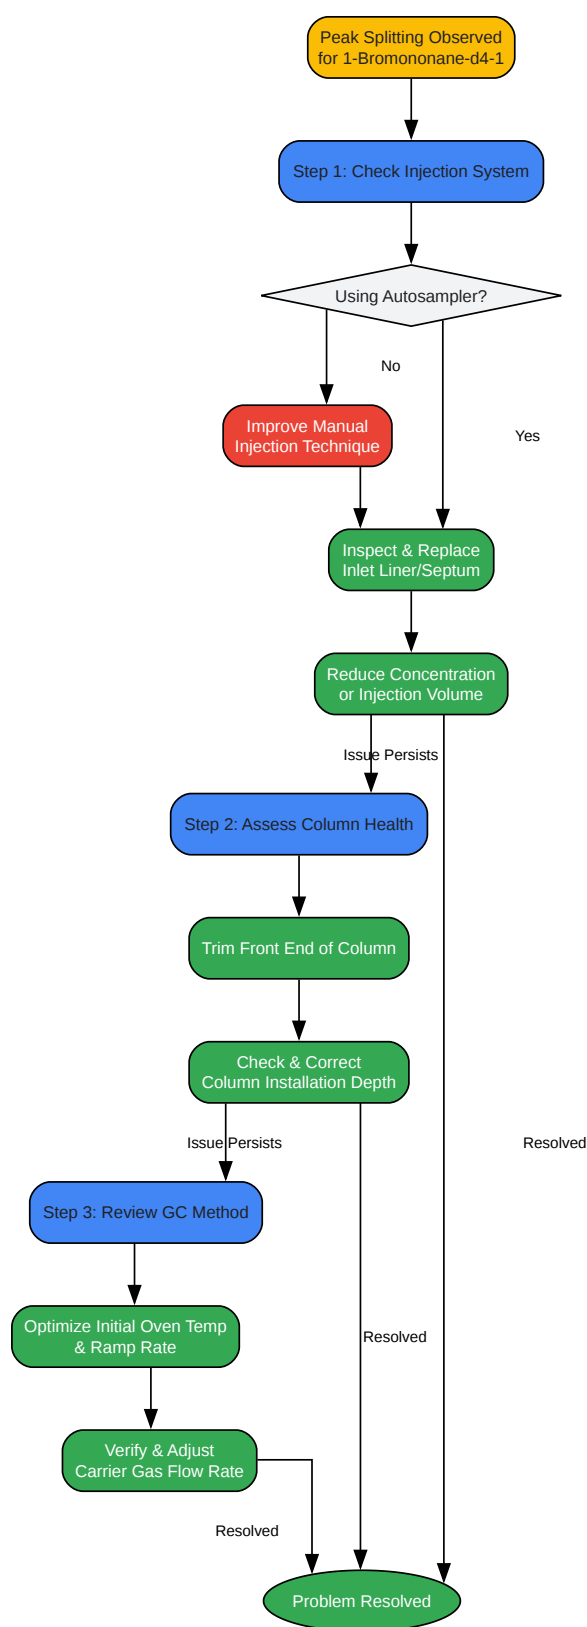 Peak Splitting Observed
for 1-Bromononane-d4-1
Step 1: Check Injection System
Using Autosampler?
No
Improve Manual
Injection Technique
Yes
Inspect & Replace
Inlet Liner/Septum
Reduce Concentration
or Injection Volume
Issue Persists
Step 2: Assess Column Health
Trim Front End of Column
Check & Correct
Column Installation Depth
Issue Persists
Resolved
Step 3: Review GC Method
Optimize Initial Oven Temp
& Ramp Rate
Resolved
Verify & Adjust
Carrier Gas Flow Rate
Resolved
Problem Resolved